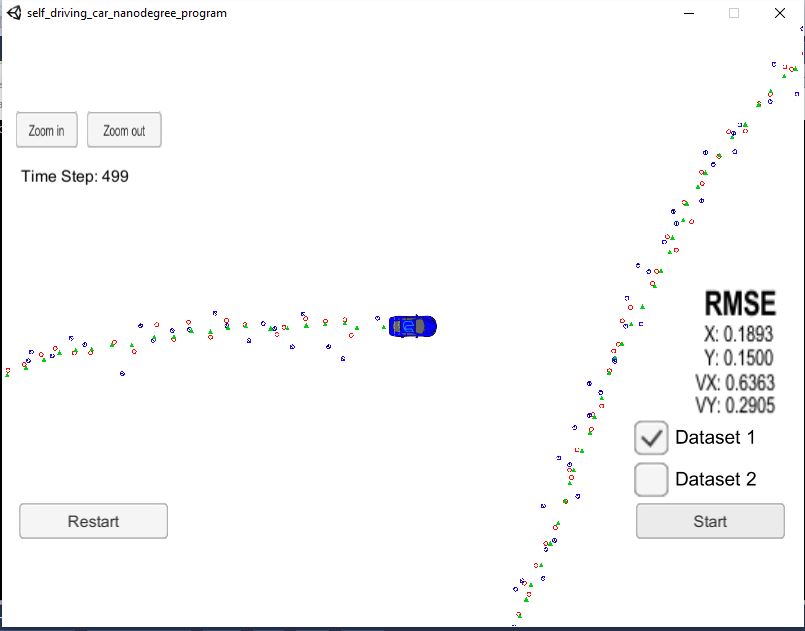 self_driving_car_nanodegree_program
Zoom in
Zoom out
Time Step: 499
RMSE
X: 0.1893
Y: 0.1500
VX: 0.6363
VY: 0.2905
Dataset 1
Dataset 2
Restart
Start